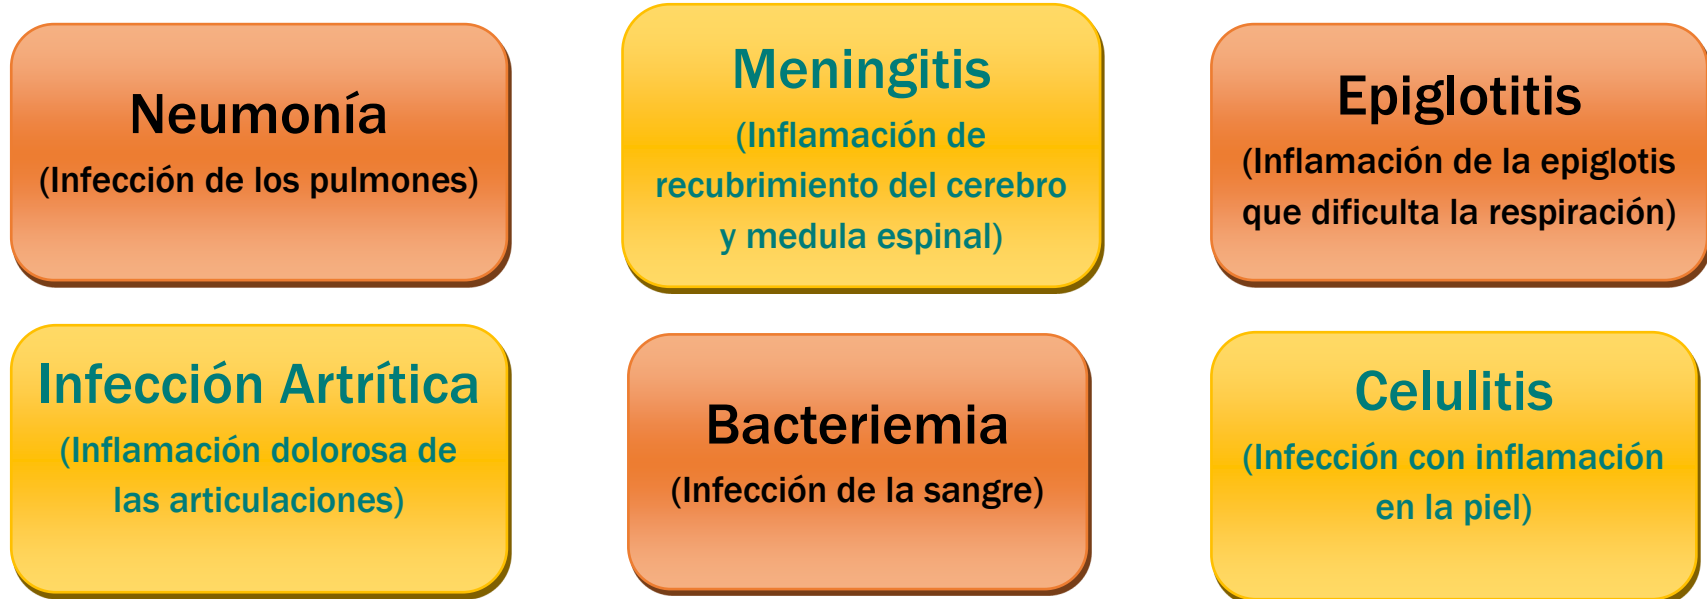 Neumonía
(Infección de los pulmones)
Meningitis
(Inflamación de
recubrimiento del cerebro
y medula espinal)
Epiglotitis
(Inflamación de la epiglotis
que dificulta la respiración)
Infección Artrítica
(Inflamación dolorosa de
las articulaciones)
Bacteriemia
(Infección de la sangre)
Celulitis
(Infección con inflamación
en la piel)